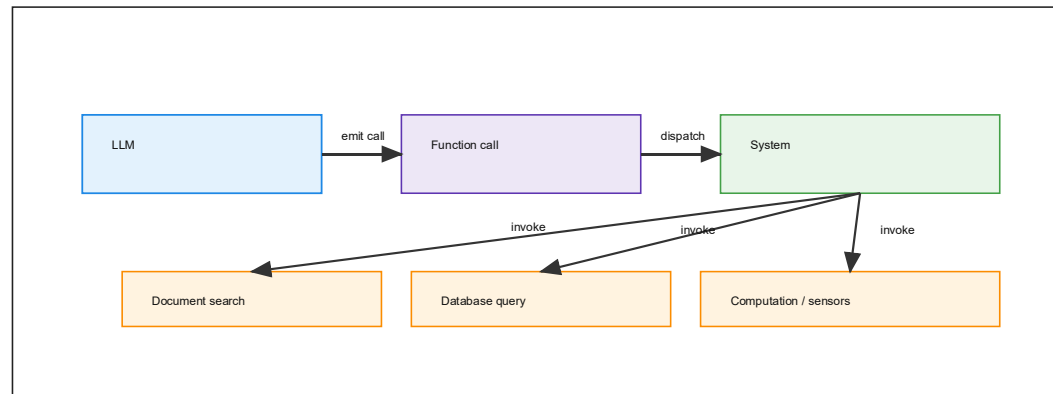 emit call
dispatch
LLM
Function call
System
invoke
invoke
invoke
Document search
Database query
Computation / sensors